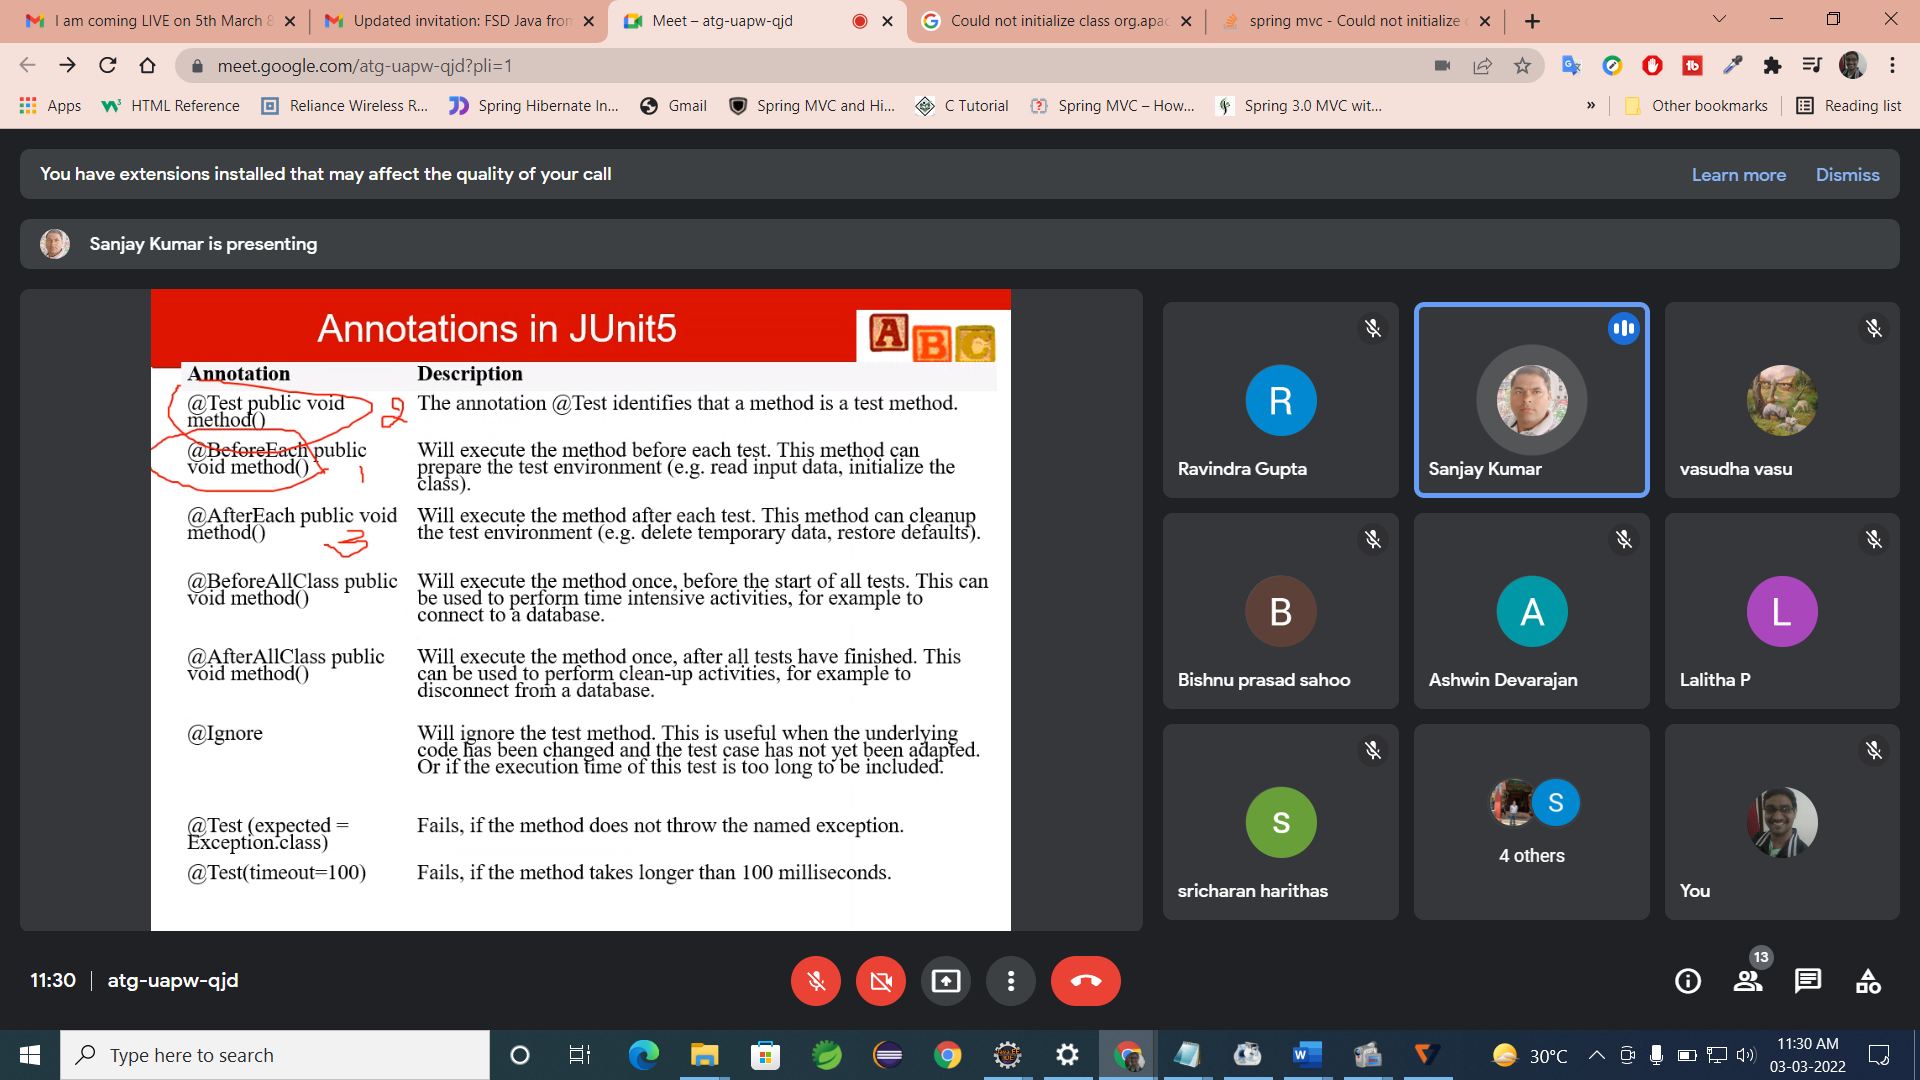 I am coming LIVE on 5th March 8
Updated invitation: FSD Java fron
Meet – atg-uapw-qjd
Could not initialize class org.apac
spring mvc - Could not initialize c
meet.google.com/atg-uapw-qjd?pli=1
Apps
HTML Reference
Reliance Wireless R...
Spring Hibernate In...
Gmail
Spring MVC and Hi...
C Tutorial
Spring MVC – How...
Spring 3.0 MVC wit...
»
Other bookmarks
Reading list
You have extensions installed that may affect the quality of your call
Learn more
Dismiss
Sanjay Kumar is presenting
Annotations in JUnit5
A B C
Annotation
Description
@Test public void
method()
2
The annotation @Test identifies that a method is a test method.
@BeforeEach public
void method()
1
Will execute the method before each test. This method can
prepare the test environment (e.g. read input data, initialize the
class).
@AfterEach public void
method()
3
Will execute the method after each test. This method can cleanup
the test environment (e.g. delete temporary data, restore defaults).
@BeforeAllClass public
void method()
Will execute the method once, before the start of all tests. This can
be used to perform time intensive activities, for example to
connect to a database.
@AfterAllClass public
void method()
Will execute the method once, after all tests have finished. This
can be used to perform clean-up activities, for example to
disconnect from a database.
@Ignore
Will ignore the test method. This is useful when the underlying
code has been changed and the test case has not yet been adapted.
Or if the execution time of this test is too long to be included.
@Test (expected =
Exception.class)
Fails, if the method does not throw the named exception.
@Test(timeout=100)
Fails, if the method takes longer than 100 milliseconds.
R
Ravindra Gupta
Sanjay Kumar
vasudha vasu
B
Bishnu prasad sahoo
A
Ashwin Devarajan
L
Lalitha P
S
sricharan harithas
S
4 others
You
11:30
atg-uapw-qjd
13
Type here to search
30°C
11:30 AM
03-03-2022